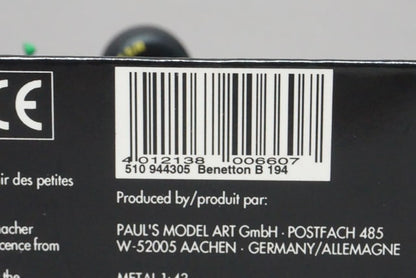 CE
4 012138 006607
510 944305 Benetton B 194
ir des petites
Produced by/produit par:
acher
PAUL'S MODEL ART GmbH · POSTFACH 485
cence from
W-52005 AACHEN · GERMANY/ALLEMAGNE
the
METAL 1:43